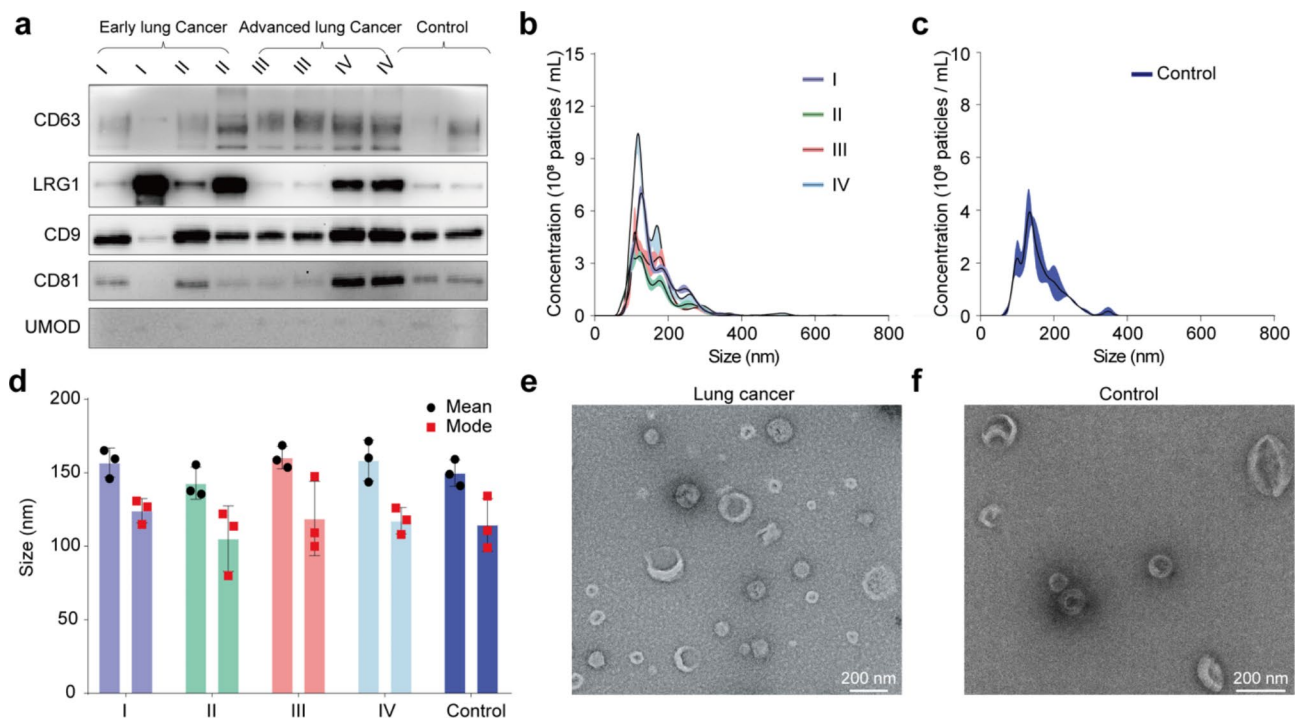 a
Early lung Cancer
Advanced lung Cancer
Control
I
I
II
II
III
III
IV
IV
CD63
LRG1
CD9
CD81
UMOD
b
Concentration (10⁸ paticles / mL)
15
12
9
6
3
0
0
200
400
600
800
Size (nm)
I
II
III
IV
c
Concentration (10⁸ paticles / mL)
10
8
6
4
2
0
0
200
400
600
800
Size (nm)
Control
d
Size (nm)
200
150
100
50
0
Mean
Mode
I
II
III
IV
Control
e
Lung cancer
200 nm
f
Control
200 nm